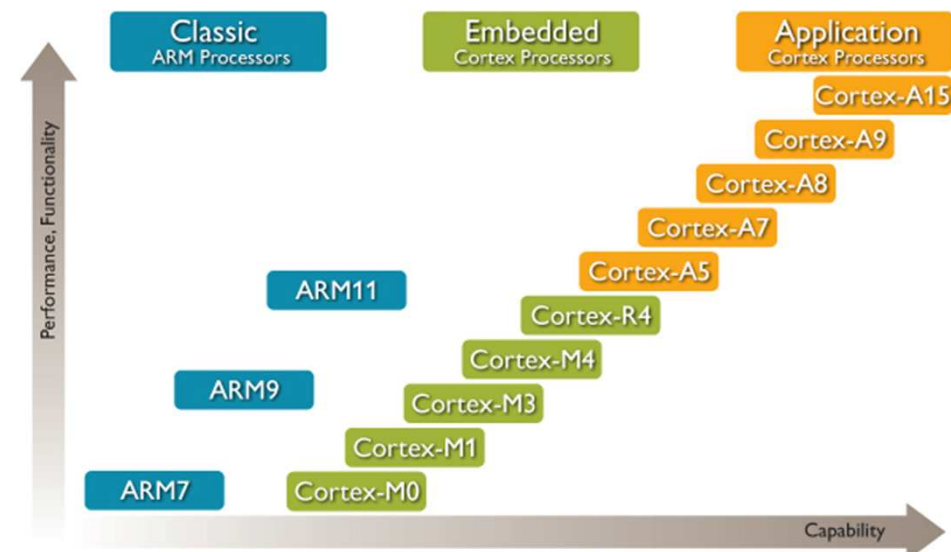 Classic
ARM Processors
Embedded
Cortex Processors
Application
Cortex Processors
Cortex-A15
Cortex-A9
Cortex-A8
Cortex-A7
Cortex-A5
ARM11
Cortex-R4
Cortex-M4
ARM9
Cortex-M3
Cortex-M1
ARM7
Cortex-M0
Performance, Functionality
Capability